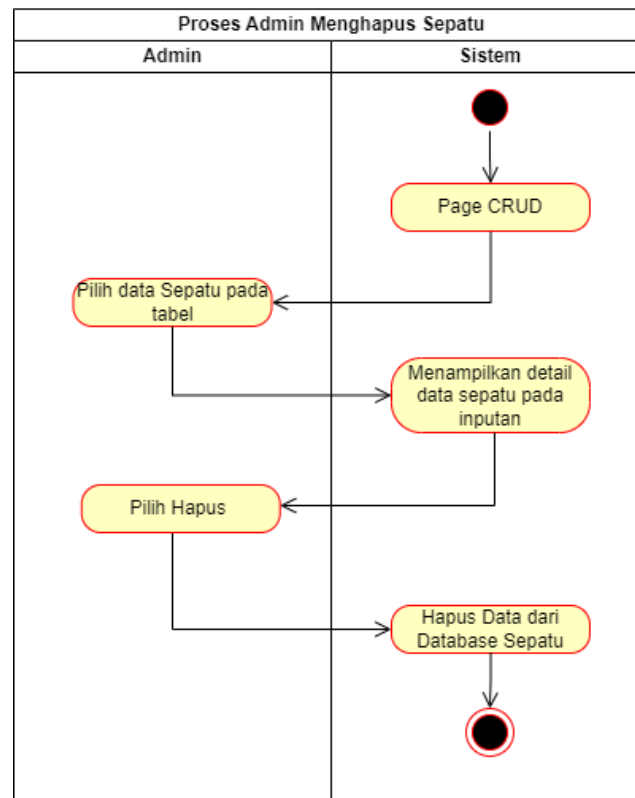 Proses Admin Menghapus Sepatu
Admin
Sistem
Page CRUD
Pilih data Sepatu pada
tabel
Menampilkan detail
data sepatu pada
inputan
Pilih Hapus
Hapus Data dari
Database Sepatu